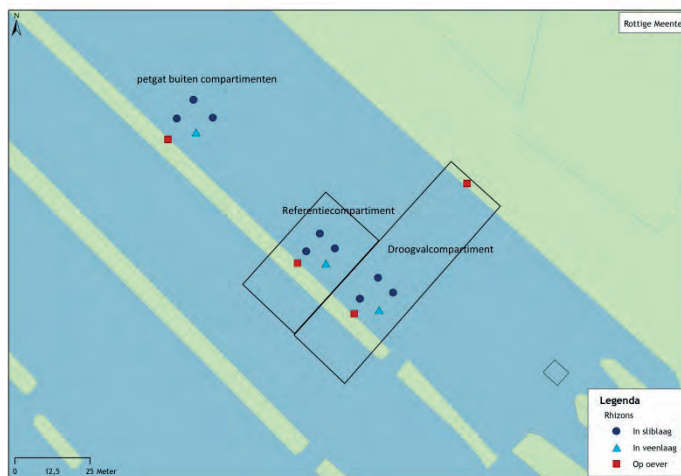 N
Rottige Meente
petgat buiten compartimenten
Referentiecompartiment
Droogvalcompartiment
Legenda
Rhizons
In sliblaag
In veenlaag
Op oever
0 12,5 25 Meter